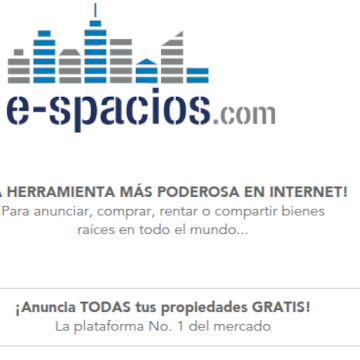 e-spacios.com
A HERRAMIENTA MÁS PODEROSA EN INTERNET!
Para anunciar, comprar, rentar o compartir bienes
raíces en todo el mundo...
¡Anuncia TODAS tus propiedades GRATIS!
La plataforma No. 1 del mercado